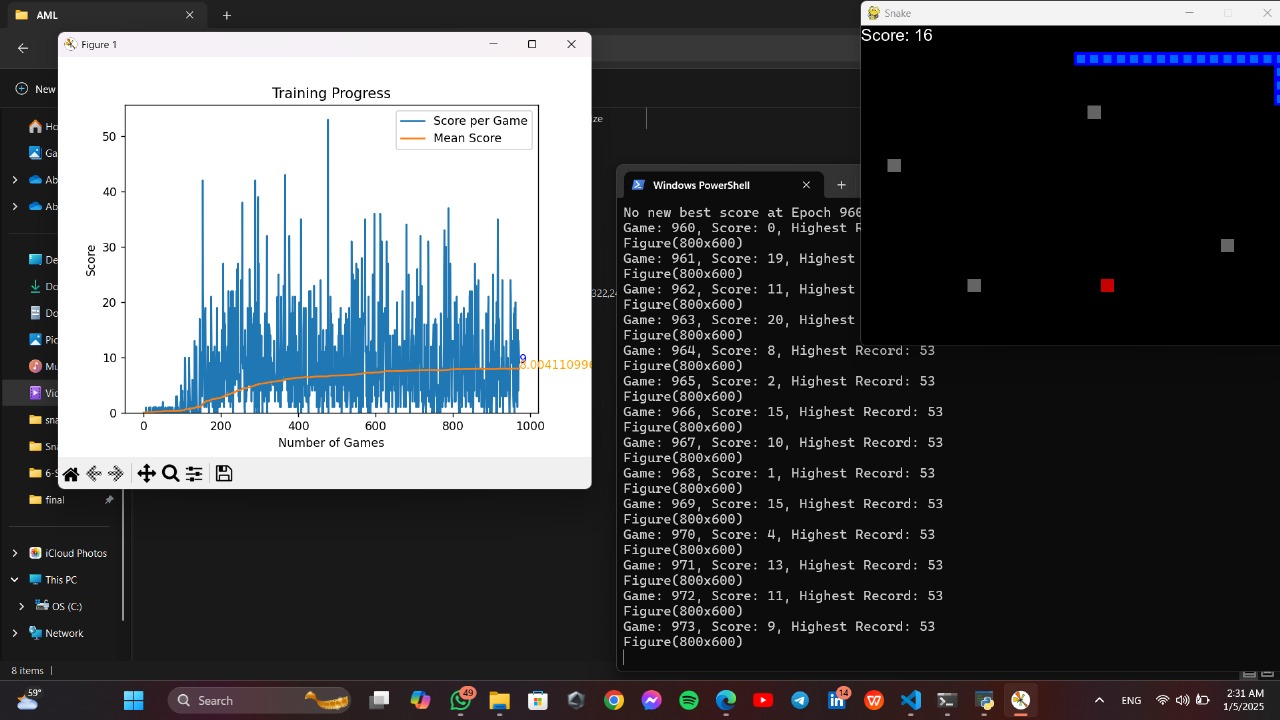 AML
New
Ho
Ga
Ab
Ab
De
Do
Do
Pic
Mu
Vid
sna
Sna
6-S
final
iCloud Photos
This PC
OS (C:)
Network
8 items
ze
322,24
Figure 1
Training Progress
Score per Game
Mean Score
50
40
30
20
10
0
Score
9
8.004110996
0
200
400
600
800
1000
Number of Games
Windows PowerShell
No new best score at Epoch 960
Game: 960, Score: 0, Highest R
Figure(800x600)
Game: 961, Score: 19, Highest
Figure(800x600)
Game: 962, Score: 11, Highest
Figure(800x600)
Game: 963, Score: 20, Highest
Figure(800x600)
Game: 964, Score: 8, Highest Record: 53
Figure(800x600)
Game: 965, Score: 2, Highest Record: 53
Figure(800x600)
Game: 966, Score: 15, Highest Record: 53
Figure(800x600)
Game: 967, Score: 10, Highest Record: 53
Figure(800x600)
Game: 968, Score: 1, Highest Record: 53
Figure(800x600)
Game: 969, Score: 15, Highest Record: 53
Figure(800x600)
Game: 970, Score: 4, Highest Record: 53
Figure(800x600)
Game: 971, Score: 13, Highest Record: 53
Figure(800x600)
Game: 972, Score: 11, Highest Record: 53
Figure(800x600)
Game: 973, Score: 9, Highest Record: 53
Figure(800x600)
Snake
Score: 16
59°
Search
49
14
ENG
2:31 AM
1/5/2025